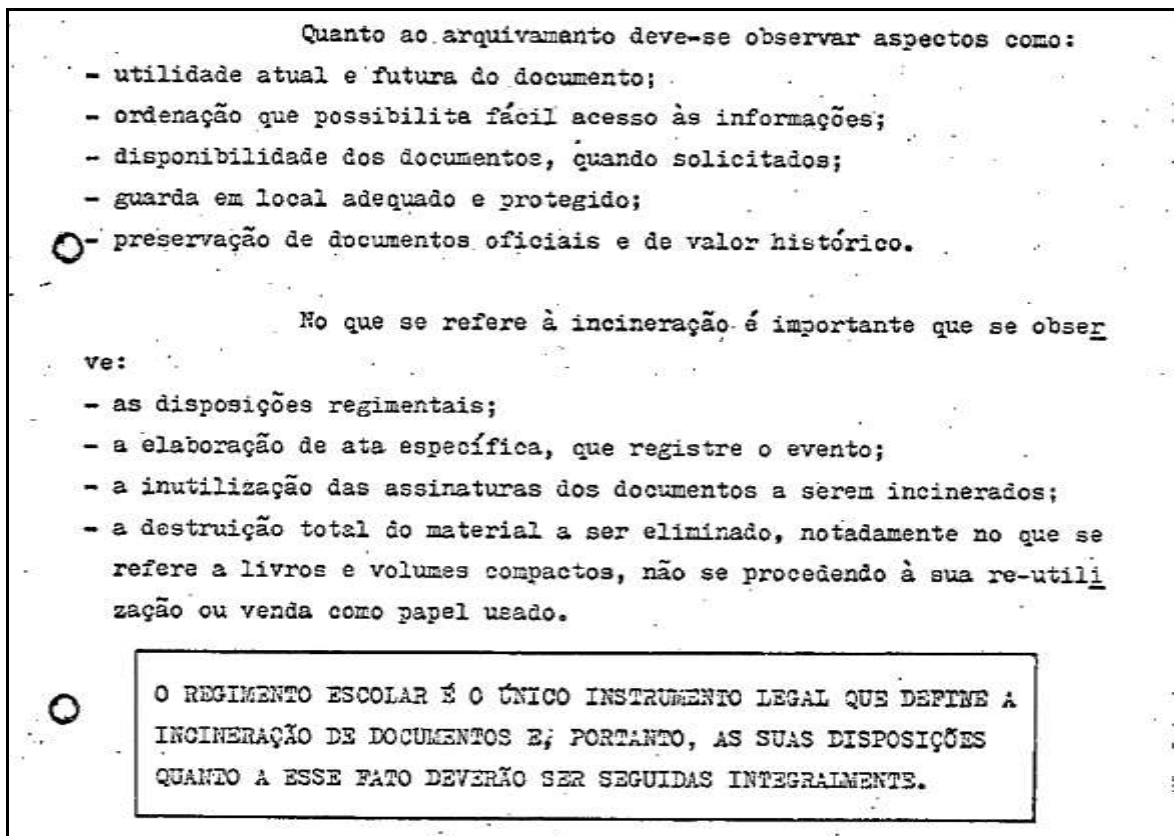 Quanto ao arquivamento deve-se observar aspectos como:
- utilidade atual e futura do documento;
- ordenação que possibilite fácil acesso às informações;
- disponibilidade dos documentos, quando solicitados;
- guarda em local adequado e protegido;
- preservação de documentos oficiais e de valor histórico.
No que se refere à incineração é importante que se obser
ve:
- as disposições regimentais;
- a elaboração de ata específica, que registre o evento;
- a inutilização das assinaturas dos documentos a serem incinerados;
- a destruição total do material a ser eliminado, notadamente no que se
refere a livros e volumes compactos, não se procedendo à sua re-utili
zação ou venda como papel usado.
O REGIMENTO ESCOLAR É O ÚNICO INSTRUMENTO LEGAL QUE DEFINE A
INCINERAÇÃO DE DOCUMENTOS E, PORTANTO, AS SUAS DISPOSIÇÕES
QUANTO A ESSE FATO DEVERÃO SER SEGUIDAS INTEGRALMENTE.